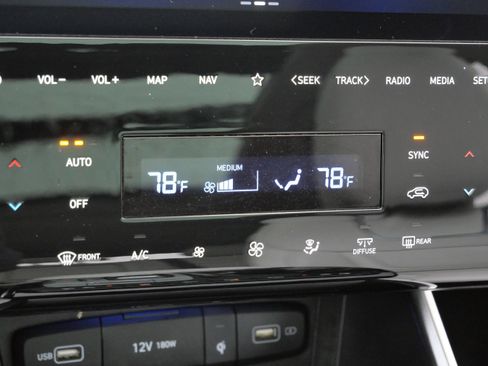 VOL− VOL+ MAP NAV <SEEK TRACK> RADIO MEDIA
AUTO MEDIUM SYNC
78°F 78°F
OFF
FRONT A/C DIFFUSE REAR
USB 12V 180W